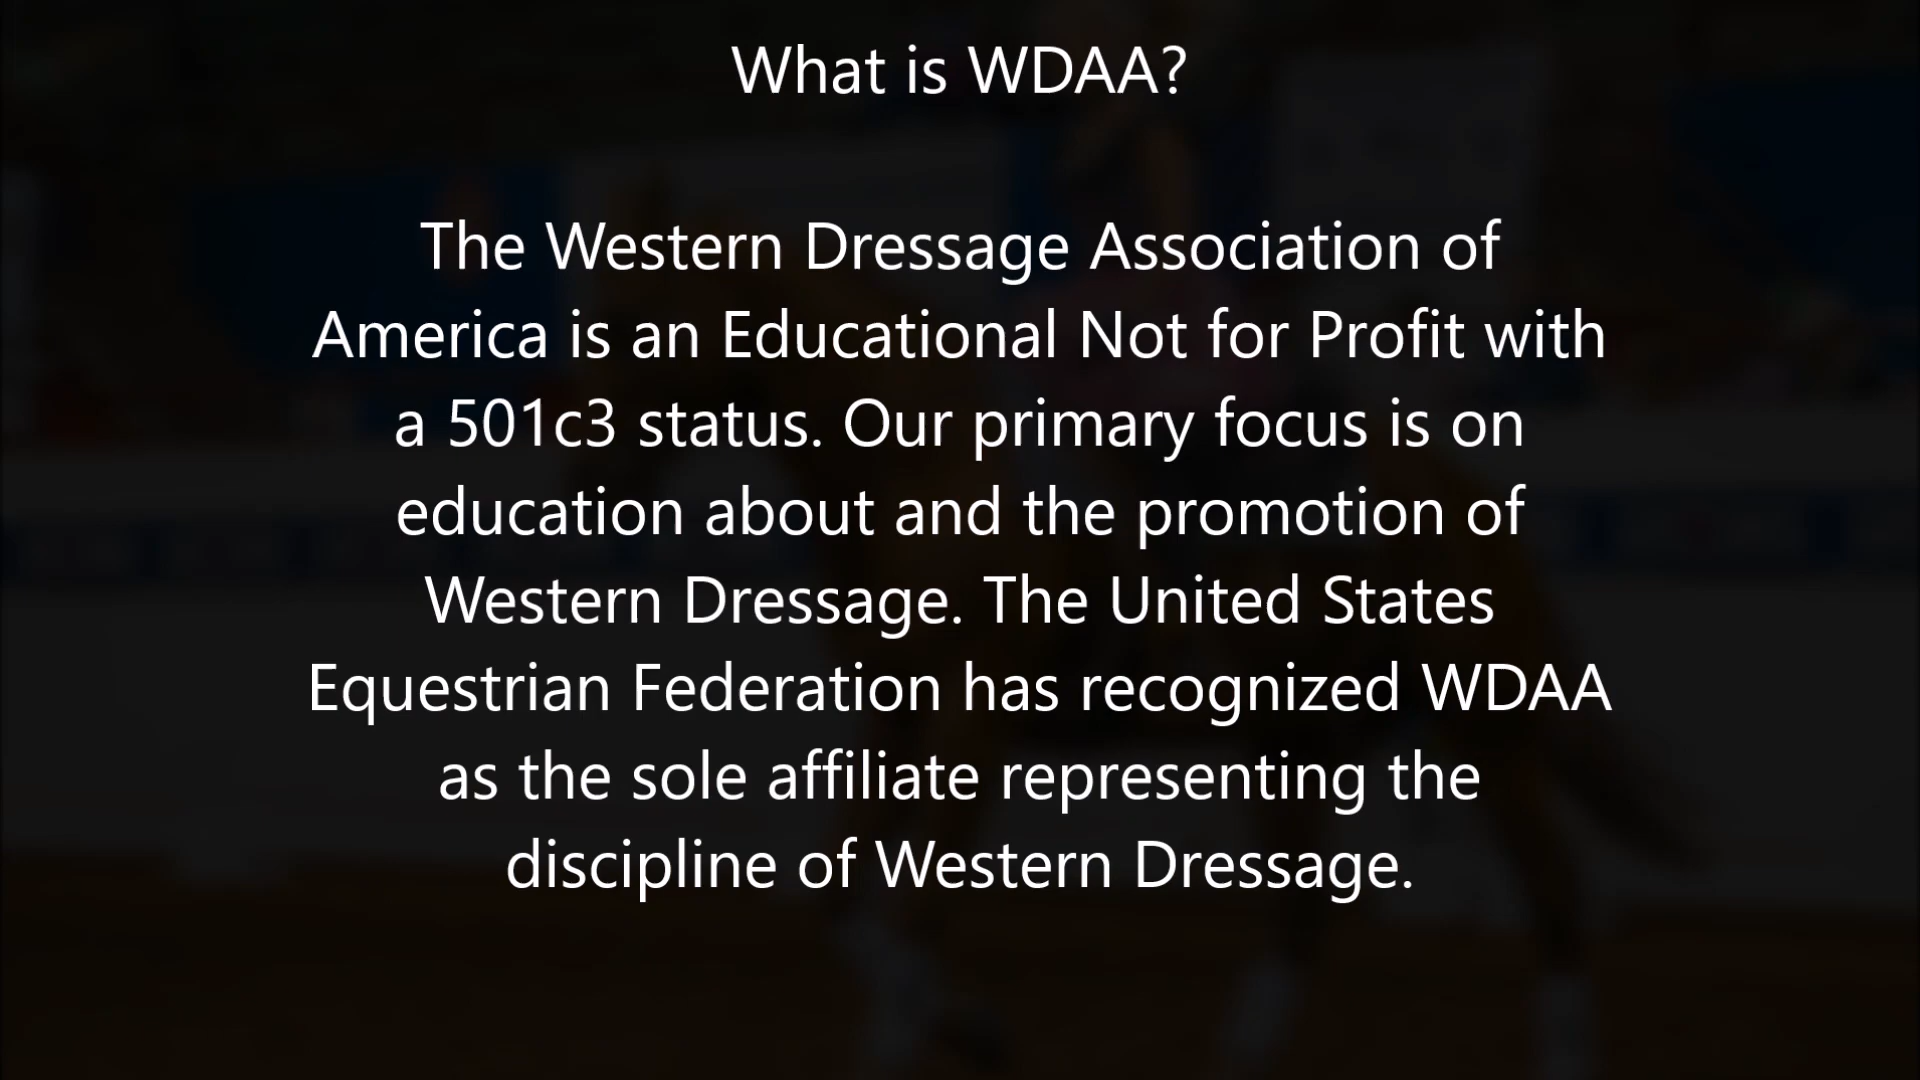 What is WDAA?
The Western Dressage Association of
America is an Educational Not for Profit with
a 501c3 status. Our primary focus is on
education about and the promotion of
Western Dressage. The United States
Equestrian Federation has recognized WDAA
as the sole affiliate representing the
discipline of Western Dressage.